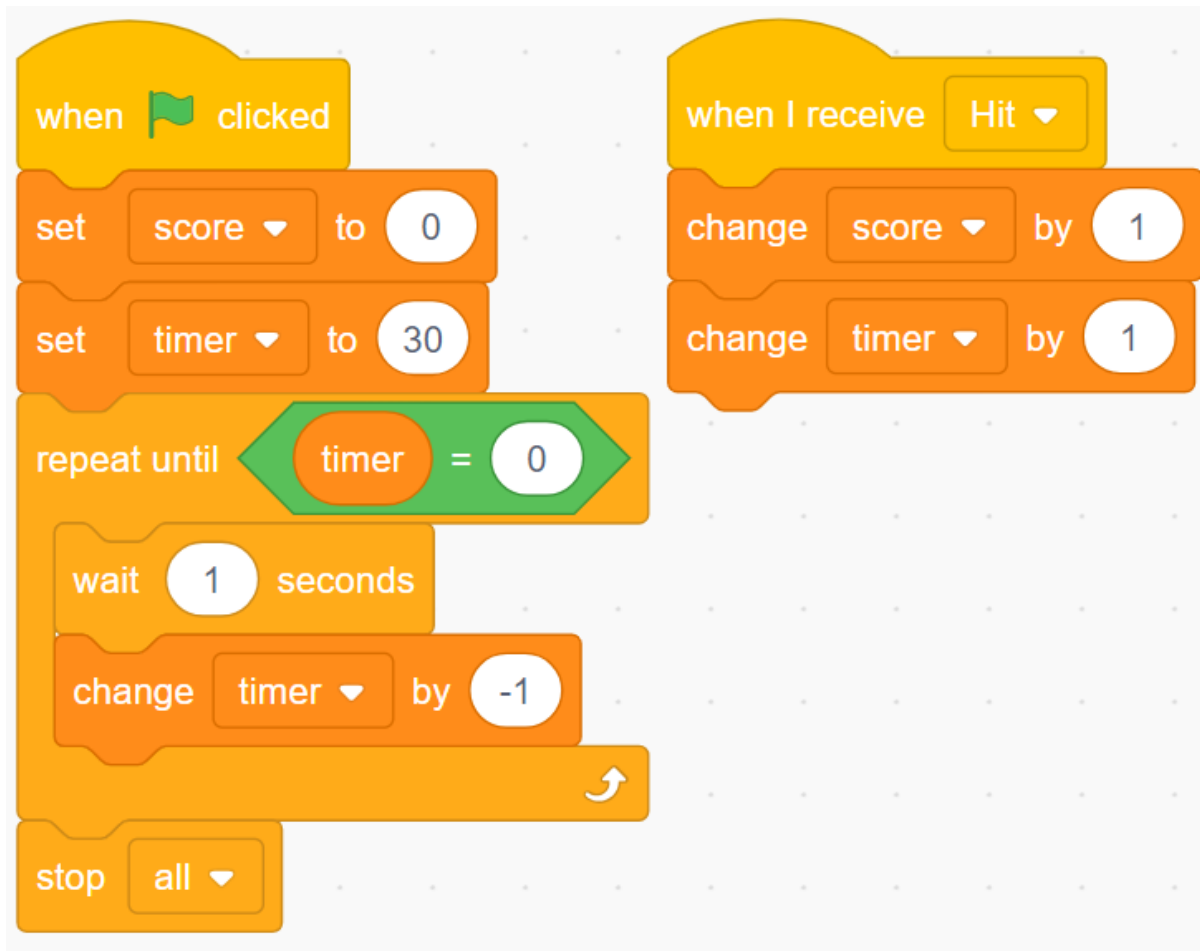 when clicked
set score to 0
set timer to 30
repeat until timer = 0
wait 1 seconds
change timer by -1
stop all
when I receive Hit
change score by 1
change timer by 1